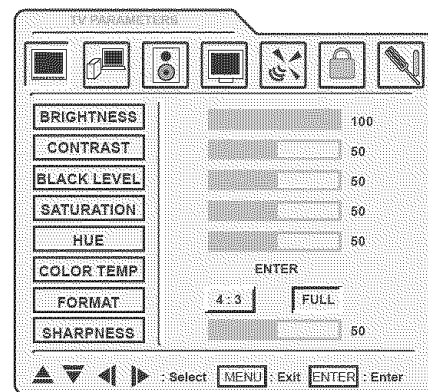 TV PARAMETERS
BRIGHTNESS 100
CONTRAST 50
BLACK LEVEL 50
SATURATION 50
HUE 50
COLOR TEMP ENTER
FORMAT 4:3 FULL
SHARPNESS 50
: Select MENU : Exit ENTER : Enter